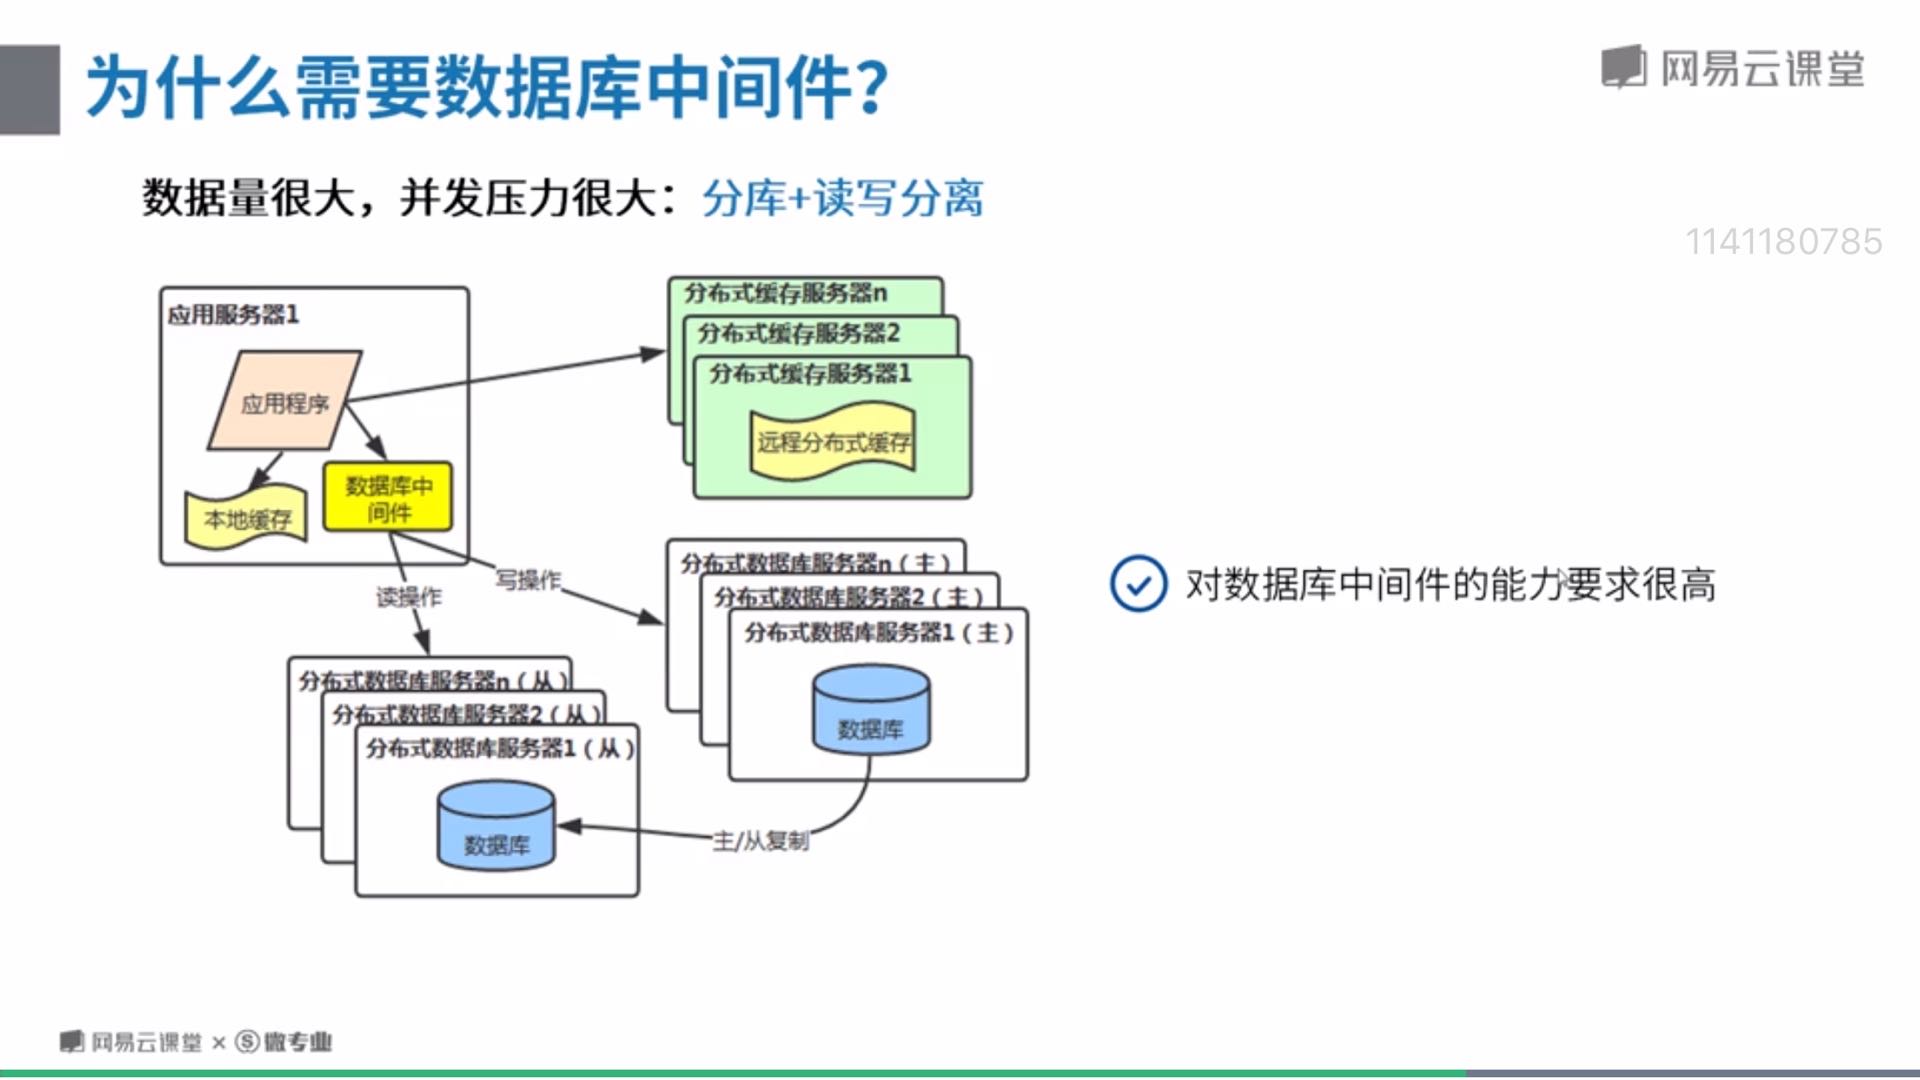 为什么需要数据库中间件？
网易云课堂
数据量很大，并发压力很大：分库+读写分离
1141180785
应用服务器1
应用程序
本地缓存
数据库中
间件
分布式缓存服务器n
分布式缓存服务器2
分布式缓存服务器1
远程分布式缓存
读操作
写操作
分布式数据库服务器n（主）
分布式数据库服务器2（主）
分布式数据库服务器1（主）
数据库
对数据库中间件的能力要求很高
分布式数据库服务器n（从）
分布式数据库服务器2（从）
分布式数据库服务器1（从）
数据库
主/从复制
网易云课堂 × Ⓢ微专业